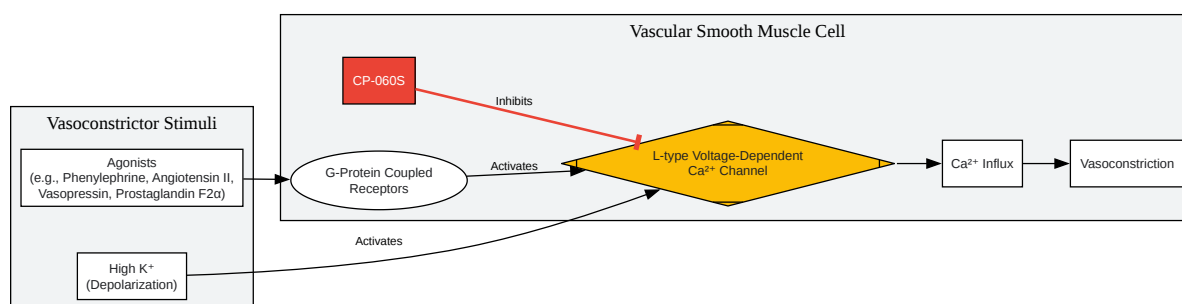 Vascular Smooth Muscle Cell
CP-060S
Inhibits
Vasoconstrictor Stimuli
Agonists
(e.g., Phenylephrine, Angiotensin II,
Vasopressin, Prostaglandin F2α)
G-Protein Coupled
Receptors
Activates
L-type Voltage-Dependent
Ca²⁺ Channel
Ca²⁺ Influx
Vasoconstriction
Activates
High K⁺
(Depolarization)